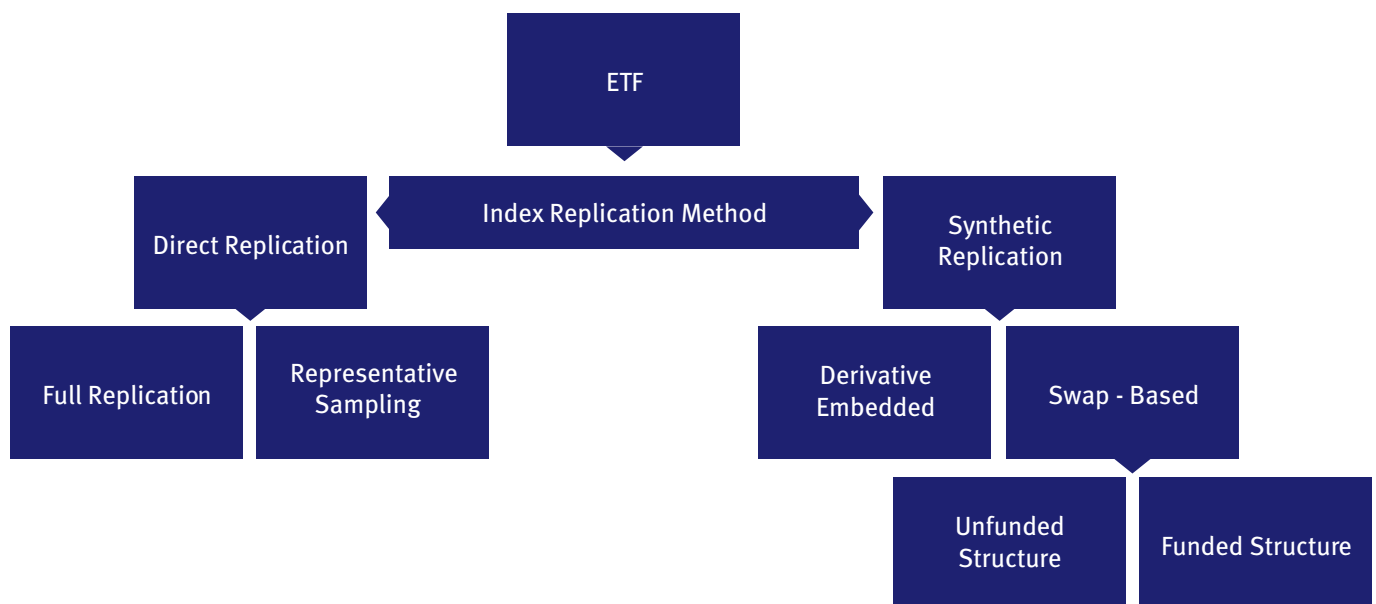 ETF
Index Replication Method
Direct Replication
Synthetic
Replication
Full Replication
Representative
Sampling
Derivative
Embedded
Swap - Based
Unfunded
Structure
Funded Structure